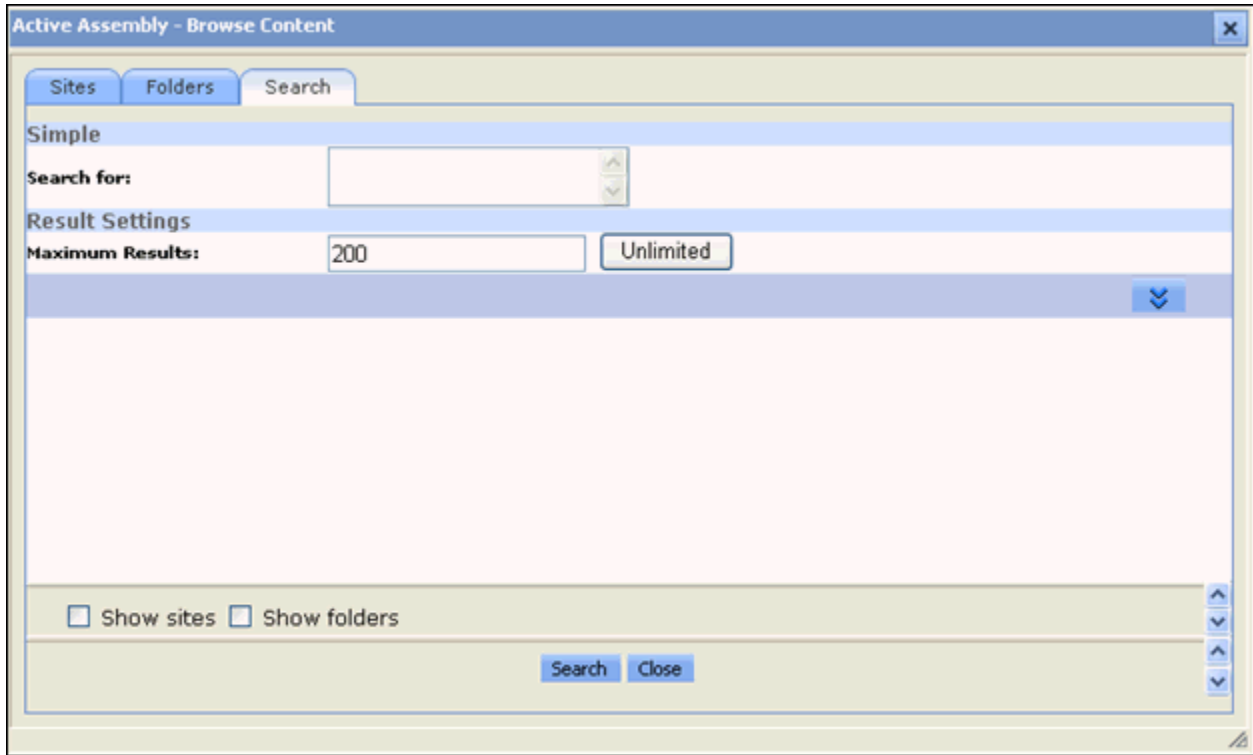 Active Assembly - Browse Content
Sites Folders Search
Simple
Search for:
Result Settings
Maximum Results: 200 Unlimited
Show sites Show folders
Search Close